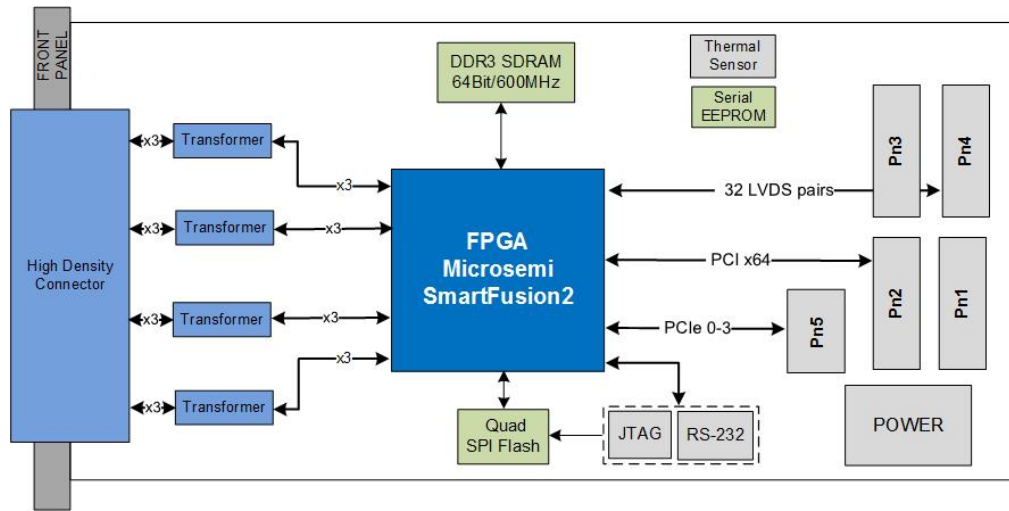 FRONT
PANEL
DDR3 SDRAM
64Bit/600MHz
Thermal
Sensor
Serial
EEPROM
x3
Transformer
x3
Pn3
Pn4
32 LVDS pairs
x3
Transformer
x3
FPGA
Microsemi
SmartFusion2
High Density
Connector
PCI x64
Pn2
Pn1
x3
Transformer
x3
PCIe 0-3
Pn5
x3
x3
Transformer
Quad
SPI Flash
JTAG
RS-232
POWER